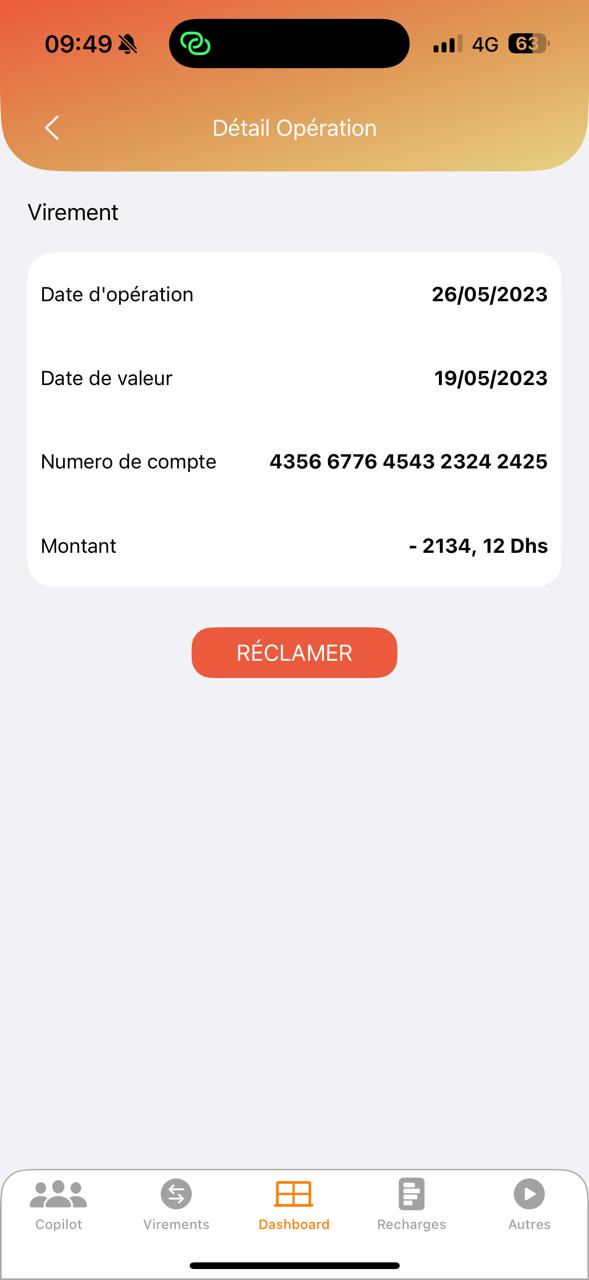 09:49 4G 63
Détail Opération
Virement
Date d'opération 26/05/2023
Date de valeur 19/05/2023
Numero de compte 4356 6776 4543 2324 2425
Montant - 2134, 12 Dhs
RÉCLAMER
Copilot Virements Dashboard Recharges Autres